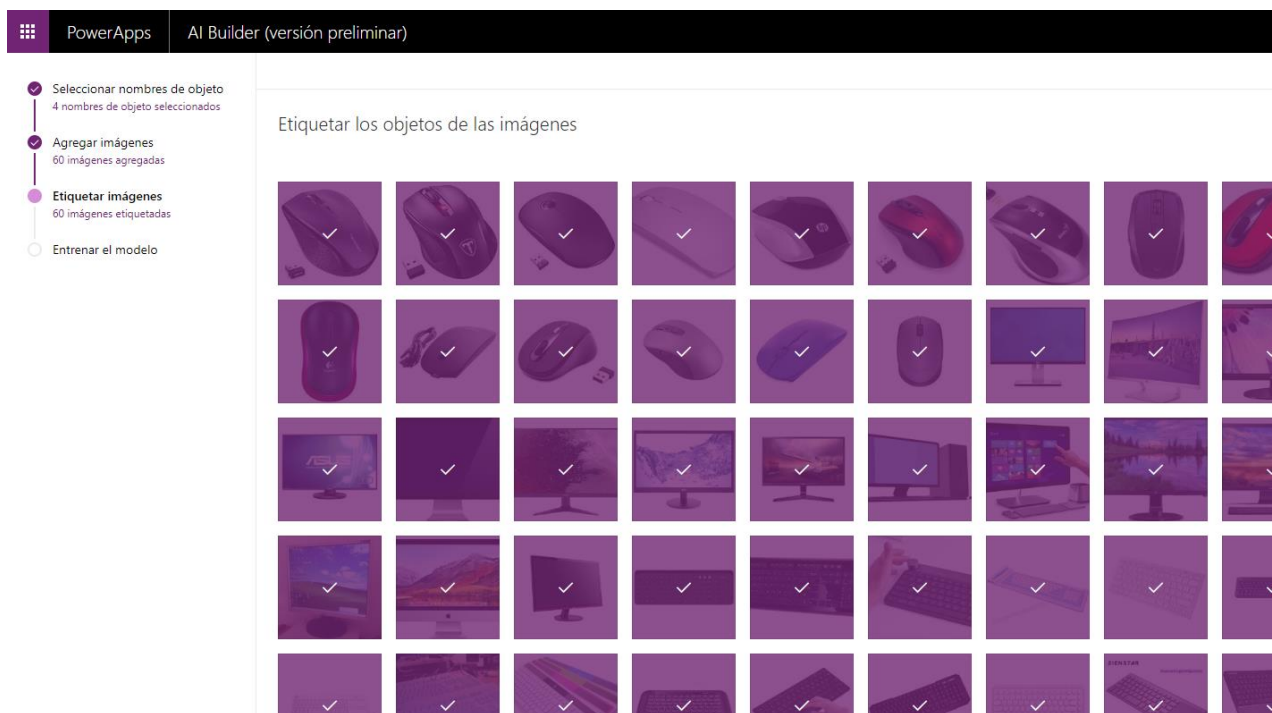 PowerApps
AI Builder (versión preliminar)
Seleccionar nombres de objeto
4 nombres de objeto seleccionados
Agregar imágenes
60 imágenes agregadas
Etiquetar imágenes
60 imágenes etiquetadas
Entrenar el modelo
Etiquetar los objetos de las imágenes